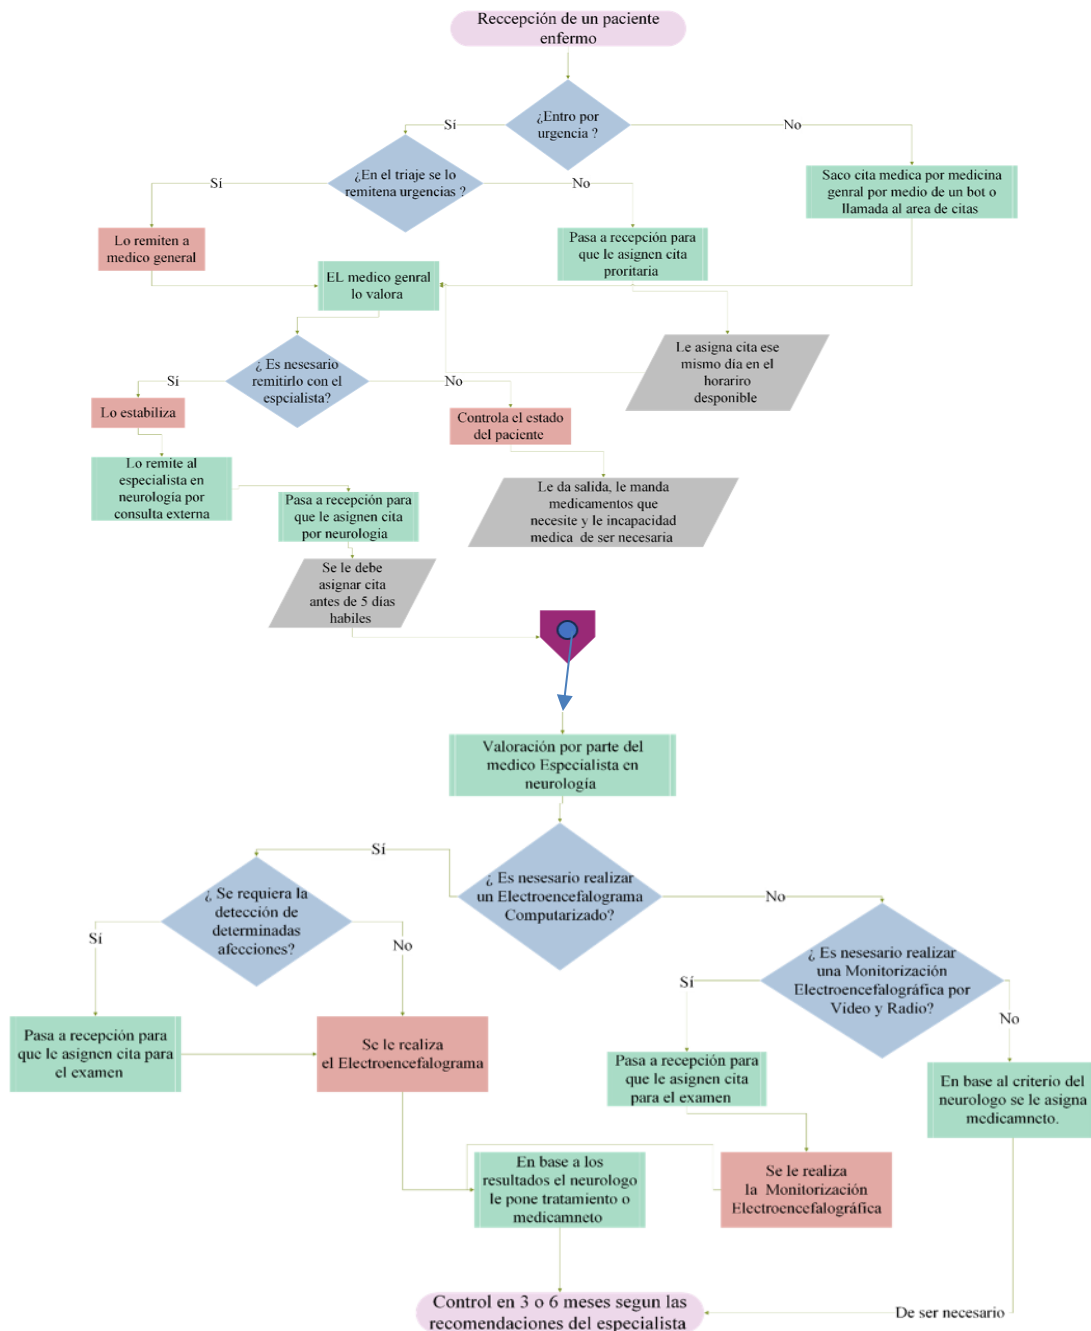 Reccepción de un paciente
enfermo
¿Entro por
urgencia ?
Sí
No
¿En el triaje se lo
remitena urgencias ?
Sí
No
Saco cita medica por medicina
genral por medio de un bot o
llamada al area de citas
Lo remiten a
medico general
Pasa a recepción para
que le asignen cita
proritaria
EL medico genral
lo valora
Le asigna cita ese
mismo día en el
horariro
desponible
¿ Es nesesario
remitirlo con el
espcialista?
Sí
No
Lo estabiliza
Controla el estado
del paciente
Lo remite al
especialista en
neurología por
consulta externa
Pasa a recepción para
que le asignen cita
por neurologia
Le da salida, le manda
medicamentos que
necesite y le incapacidad
medica de ser necesaria
Se le debe
asignar cita
antes de 5 días
habiles
Valoración por parte del
medico Especialista en
neurología
¿ Es nesesario realizar
un Electroencefalograma
Computarizado?
Sí
No
¿ Se requiera la
detección de
determinadas
afecciones?
Sí
No
¿ Es nesesario realizar
una Monitorización
Electroencefalográfica por
Video y Radio?
Sí
No
Pasa a recepción para
que le asignen cita para
el examen
Se le realiza
el Electroencefalograma
Pasa a recepción para
que le asignen cita
para el examen
En base al criterio del
neurologo se le asigna
medicamneto.
En base a los
resultados el neurologo
le pone tratamiento o
medicamneto
Se le realiza
la Monitorización
Electroencefalográfica
Control en 3 o 6 meses segun las
recomendaciones del especialista
De ser necesario